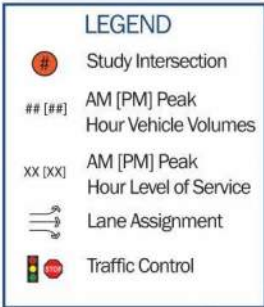 LEGEND
# Study Intersection
## [##] AM [PM] Peak
Hour Vehicle Volumes
XX [XX] AM [PM] Peak
Hour Level of Service
Lane Assignment
STOP Traffic Control